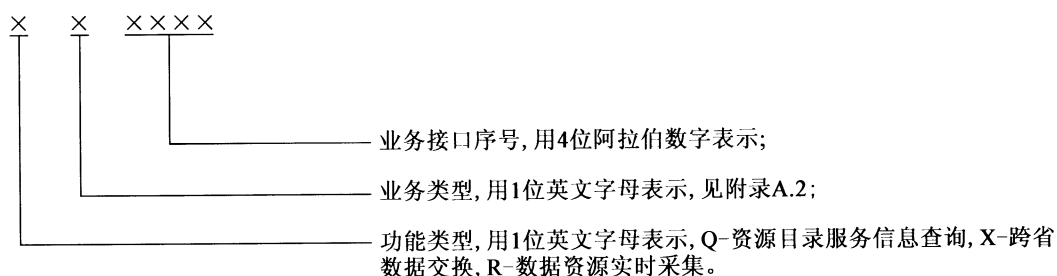 × × ××××
业务接口序号,用4位阿拉伯数字表示;
业务类型,用1位英文字母表示,见附录A.2;
功能类型,用1位英文字母表示,Q-资源目录服务信息查询,X-跨省
数据交换,R-数据资源实时采集。